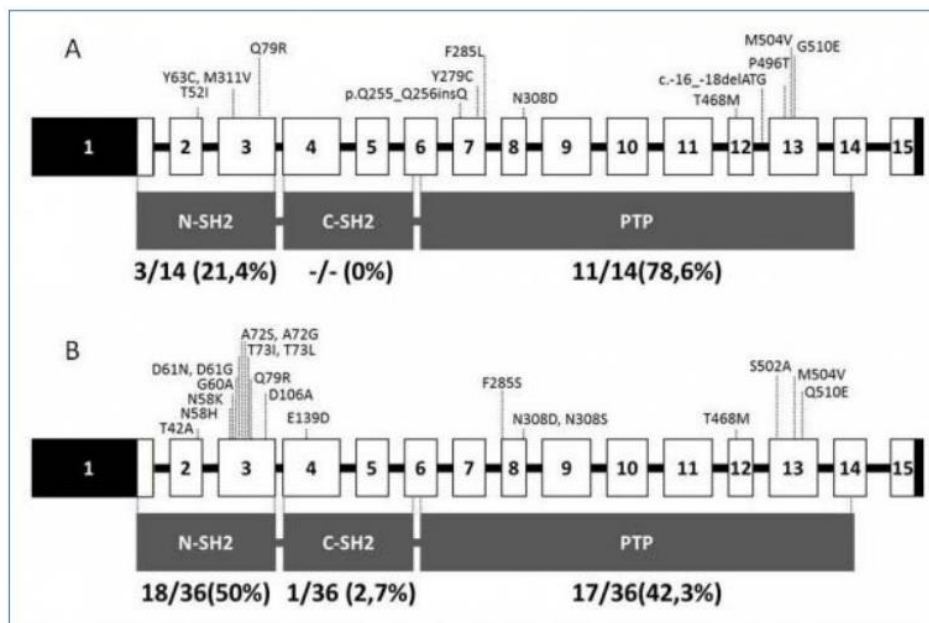 A
M504V
G510E
Q79R
F285L
P496T
Y63C, M311V
Y279C
c.-16_-18delATG
T52I
p.Q255_Q256insQ
N308D
T468M
1 2 3 4 5 6 7 8 9 10 11 12 13 14 15
N-SH2 C-SH2 PTP
3/14 (21,4%) -/- (0%) 11/14(78,6%)
B
A72S, A72G
T73I, T73L
D61N, D61G
Q79R
G60A
D106A
N58K
N58H
T42A
E139D
F285S
N308D, N308S
T468M
S502A
M504V
Q510E
1 2 3 4 5 6 7 8 9 10 11 12 13 14 15
N-SH2 C-SH2 PTP
18/36(50%) 1/36 (2,7%) 17/36(42,3%)